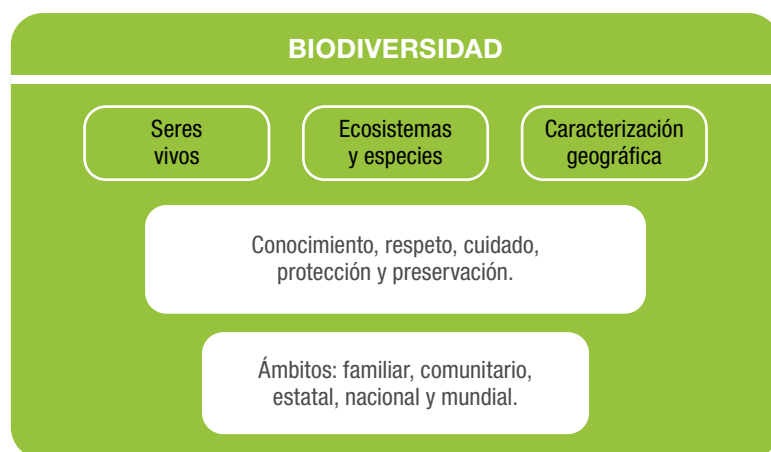 BIODIVERSIDAD
Seres
vivos
Ecosistemas
y especies
Caracterización
geográfica
Conocimiento, respeto, cuidado,
protección y preservación.
Ámbitos: familiar, comunitario,
estatal, nacional y mundial.